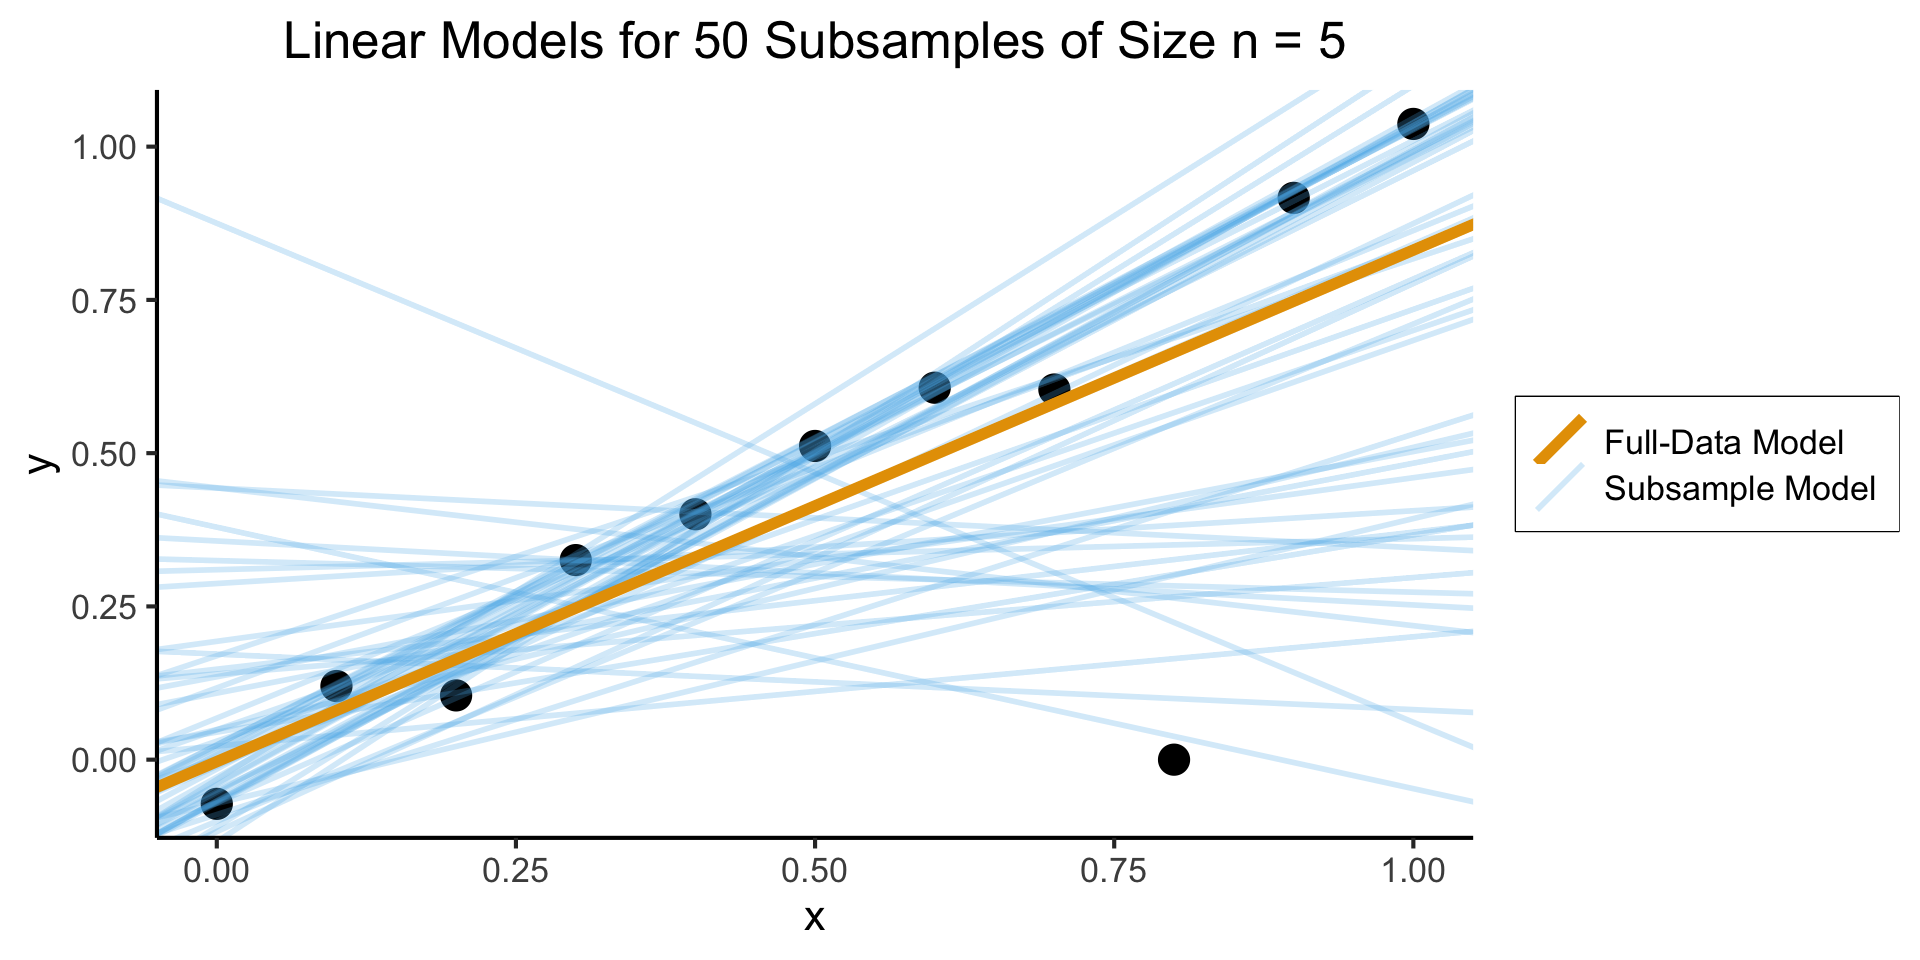 Linear Models for 50 Subsamples of Size n = 5
1.00
0.75
0.50
0.25
0.00
y
0.00 0.25 0.50 0.75 1.00
x
Full-Data Model
Subsample Model